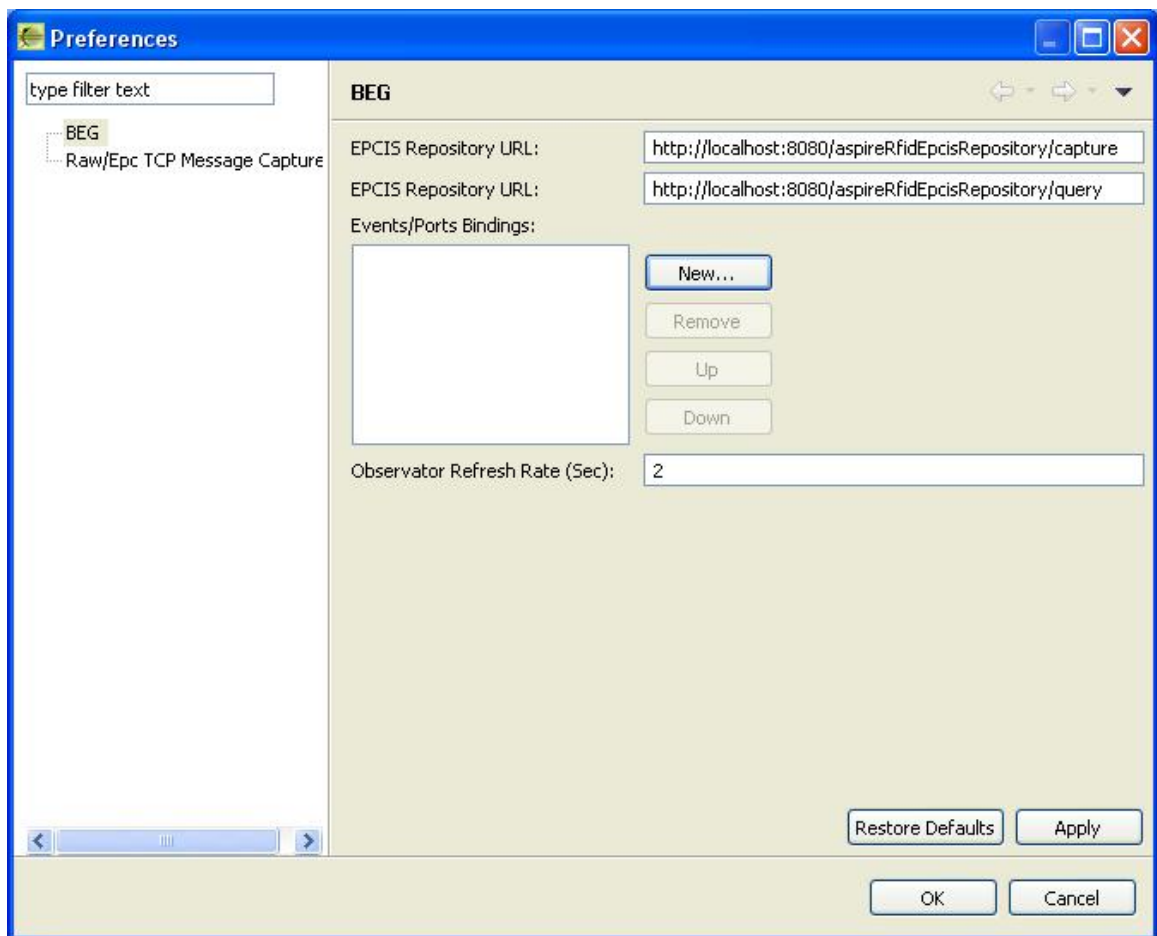 Preferences
type filter text
BEG
Raw/Epc TCP Message Capture
BEG
EPCIS Repository URL:
http://localhost:8080/aspireRfidEpcisRepository/capture
EPCIS Repository URL:
http://localhost:8080/aspireRfidEpcisRepository/query
Events/Ports Bindings:
New...
Remove
Up
Down
Observator Refresh Rate (Sec):
2
Restore Defaults
Apply
OK
Cancel